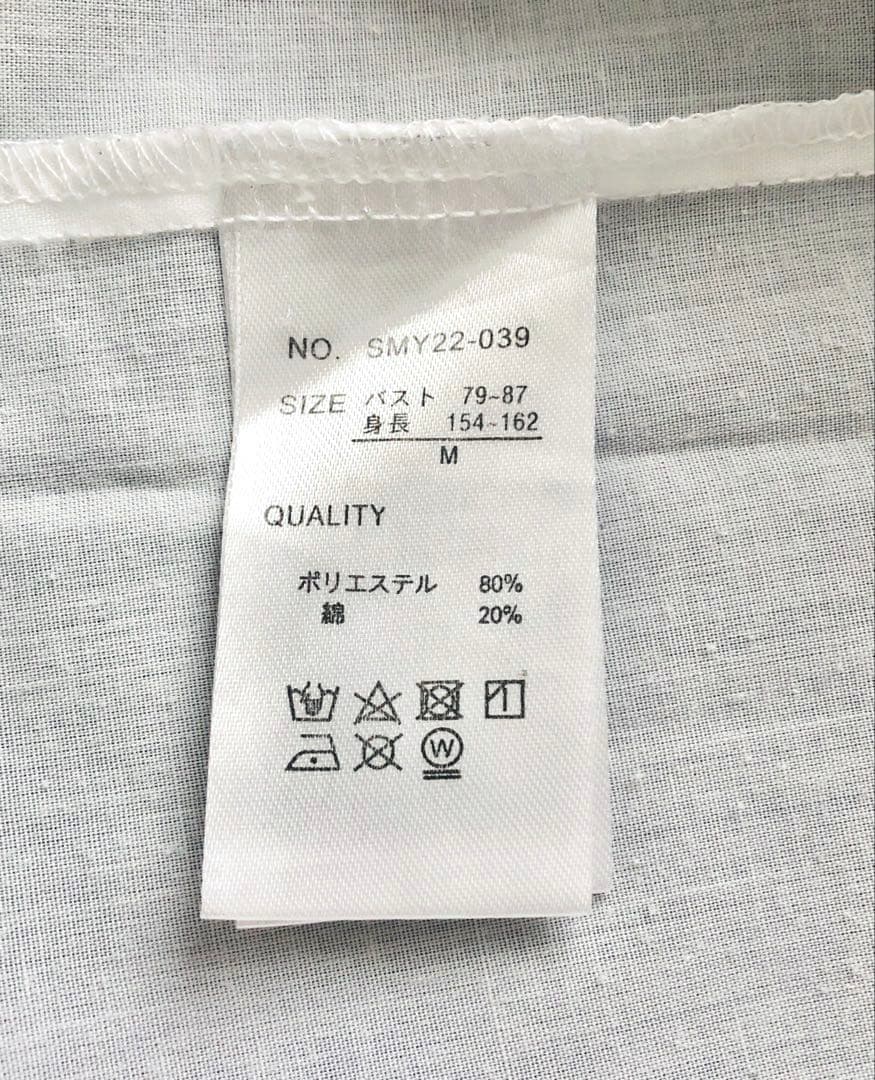 NO. SMY22-039
SIZE バスト 79~87
身長 154~162
M
QUALITY
ポリエステル 80%
綿 20%
W